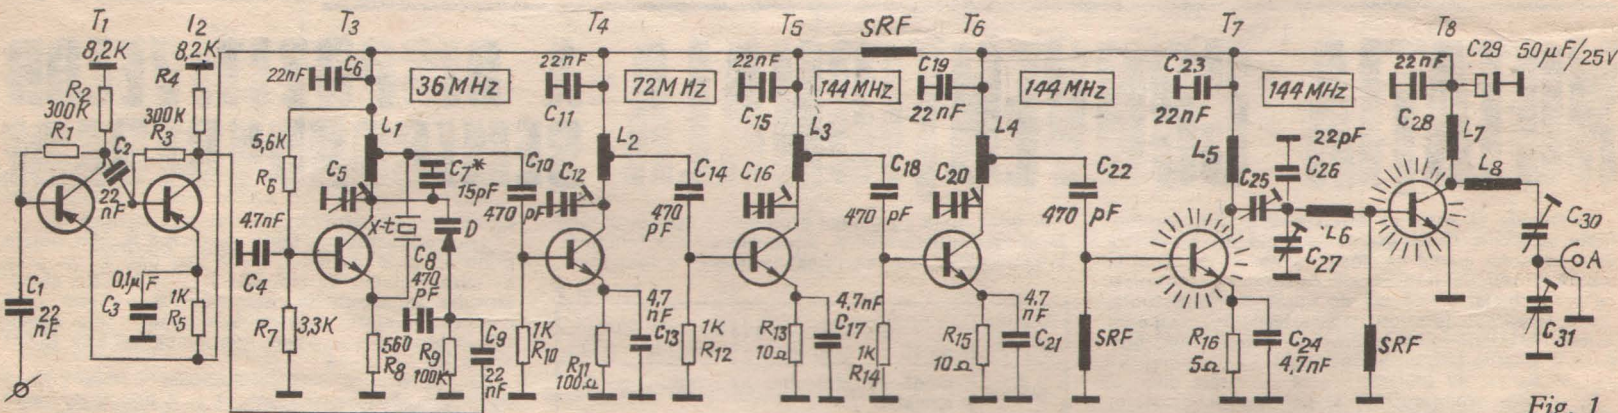 T1 I2 T3 T4 T5 SRF T6 T7 T8
8,2K 8,2K
R2 R4
300K 300K
R1 R3
C2
22
nF
C1
22
nF
0,1µF
C3
1K
R5
22nF C6
36 MHz
5,6K
R6
L1
C5
C7*
15pF
4.7nF
C4
x-t
D
C8
470
PF
R7 3,3K
560
R8
R9
100K
C9
22
nF
C10
470 pF
22nF
C11
72MHz
L2
C12
1K
R10
R11
100Ω
4,7
nF
C13
C14
470
PF
22nF
C15
144MHz
L3
C16
1K
R12
R13
10Ω
4,7nF
C17
C18
470 pF
C19
22nF
144 MHz
L4
C20
1K
R14
R15
10Ω
4,7
nF
C21
C22
470 pF
SRF
C23
22nF
144MHz
L5
22pF
C26
C25
L6
C27
R16
5Ω
C24
4,7nF
SRF
22nF
C28
C29 50µF/25V
L7
L8
C30
A
C31
Fig. 1